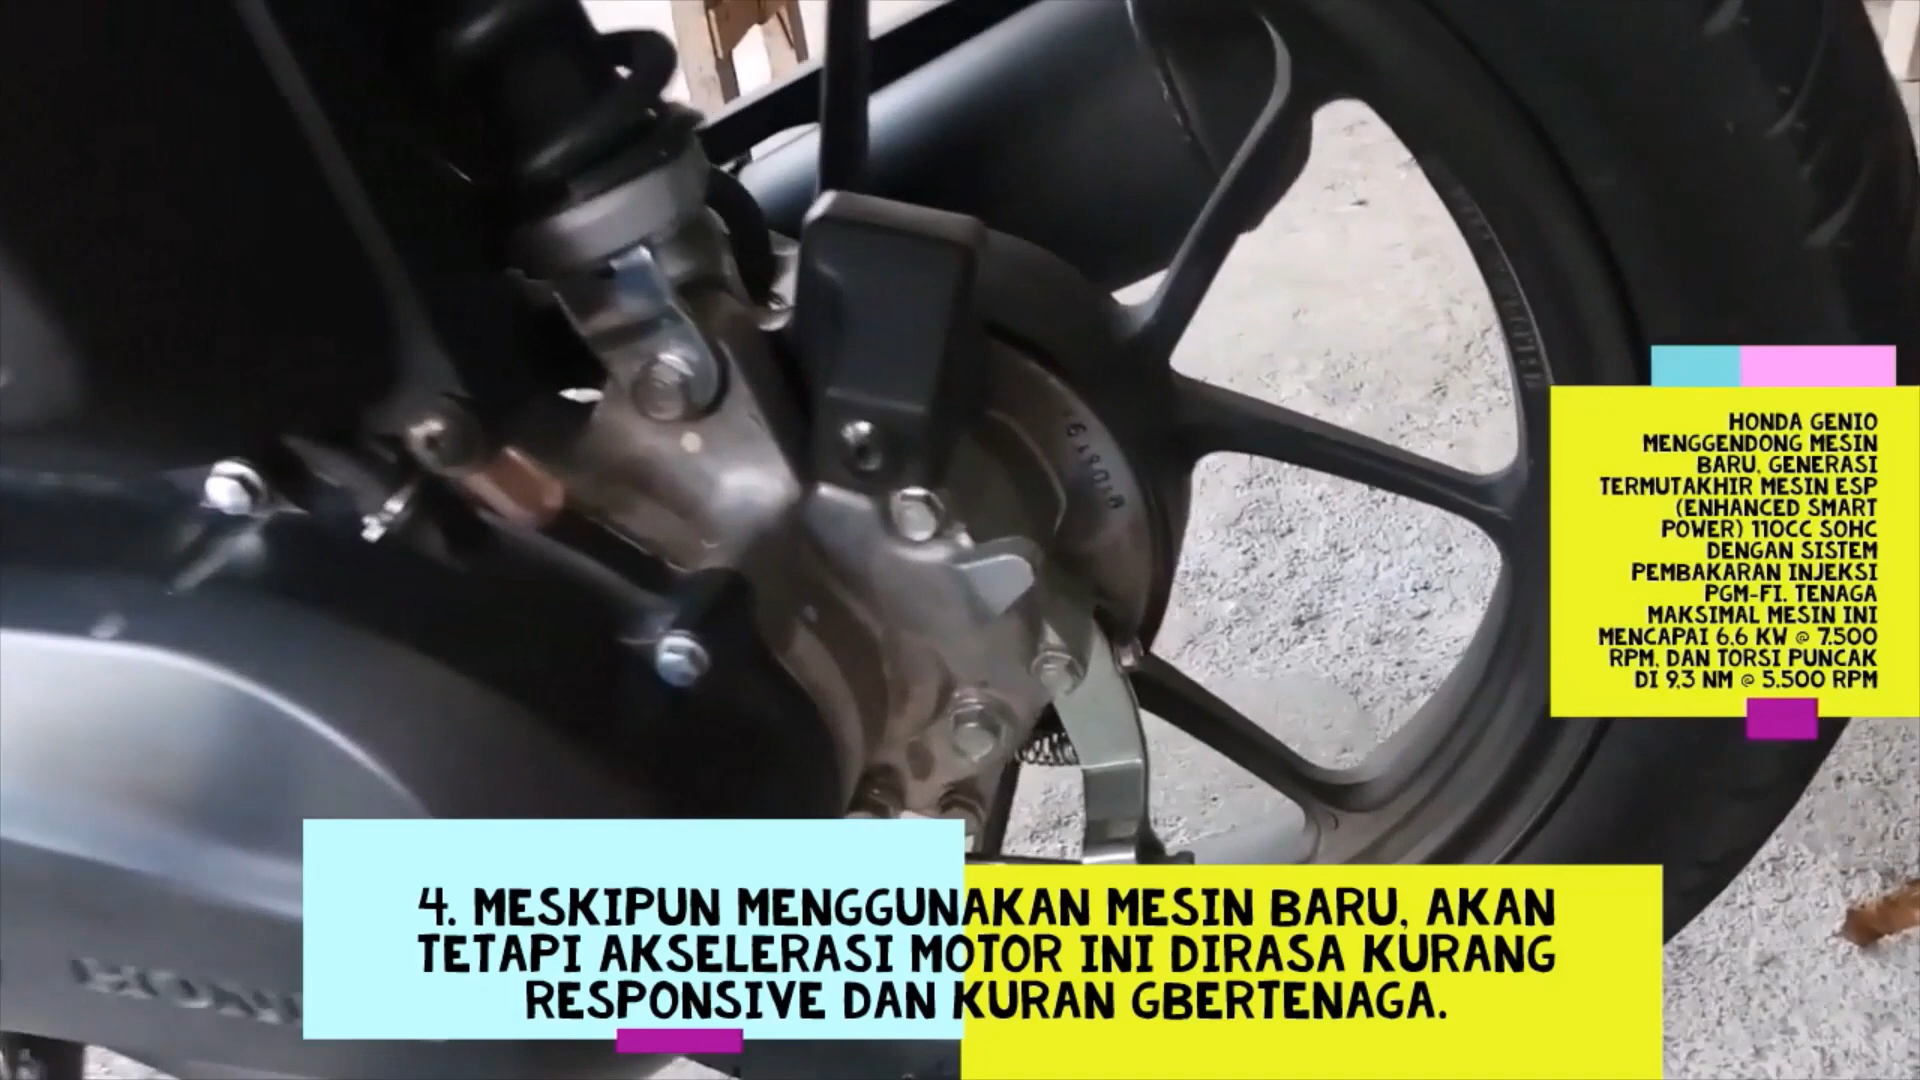 HONDA GENIO
MENGGENDONG MESIN
BARU, GENERASI
TERMUTAKHIR MESIN ESP
(ENHANCED SMART
POWER) 110CC SOHC
DENGAN SISTEM
PEMBAKARAN INJEKSI
PGM-FI. TENAGA
MAKSIMAL MESIN INI
MENCAPAI 6.6 KW @ 7.500
RPM, DAN TORSI PUNCAK
DI 9.3 NM @ 5.500 RPM
4. MESKIPUN MENGGUNAKAN MESIN BARU, AKAN
TETAPI AKSELERASI MOTOR INI DIRASA KURANG
RESPONSIVE DAN KURAN GBERTENAGA.